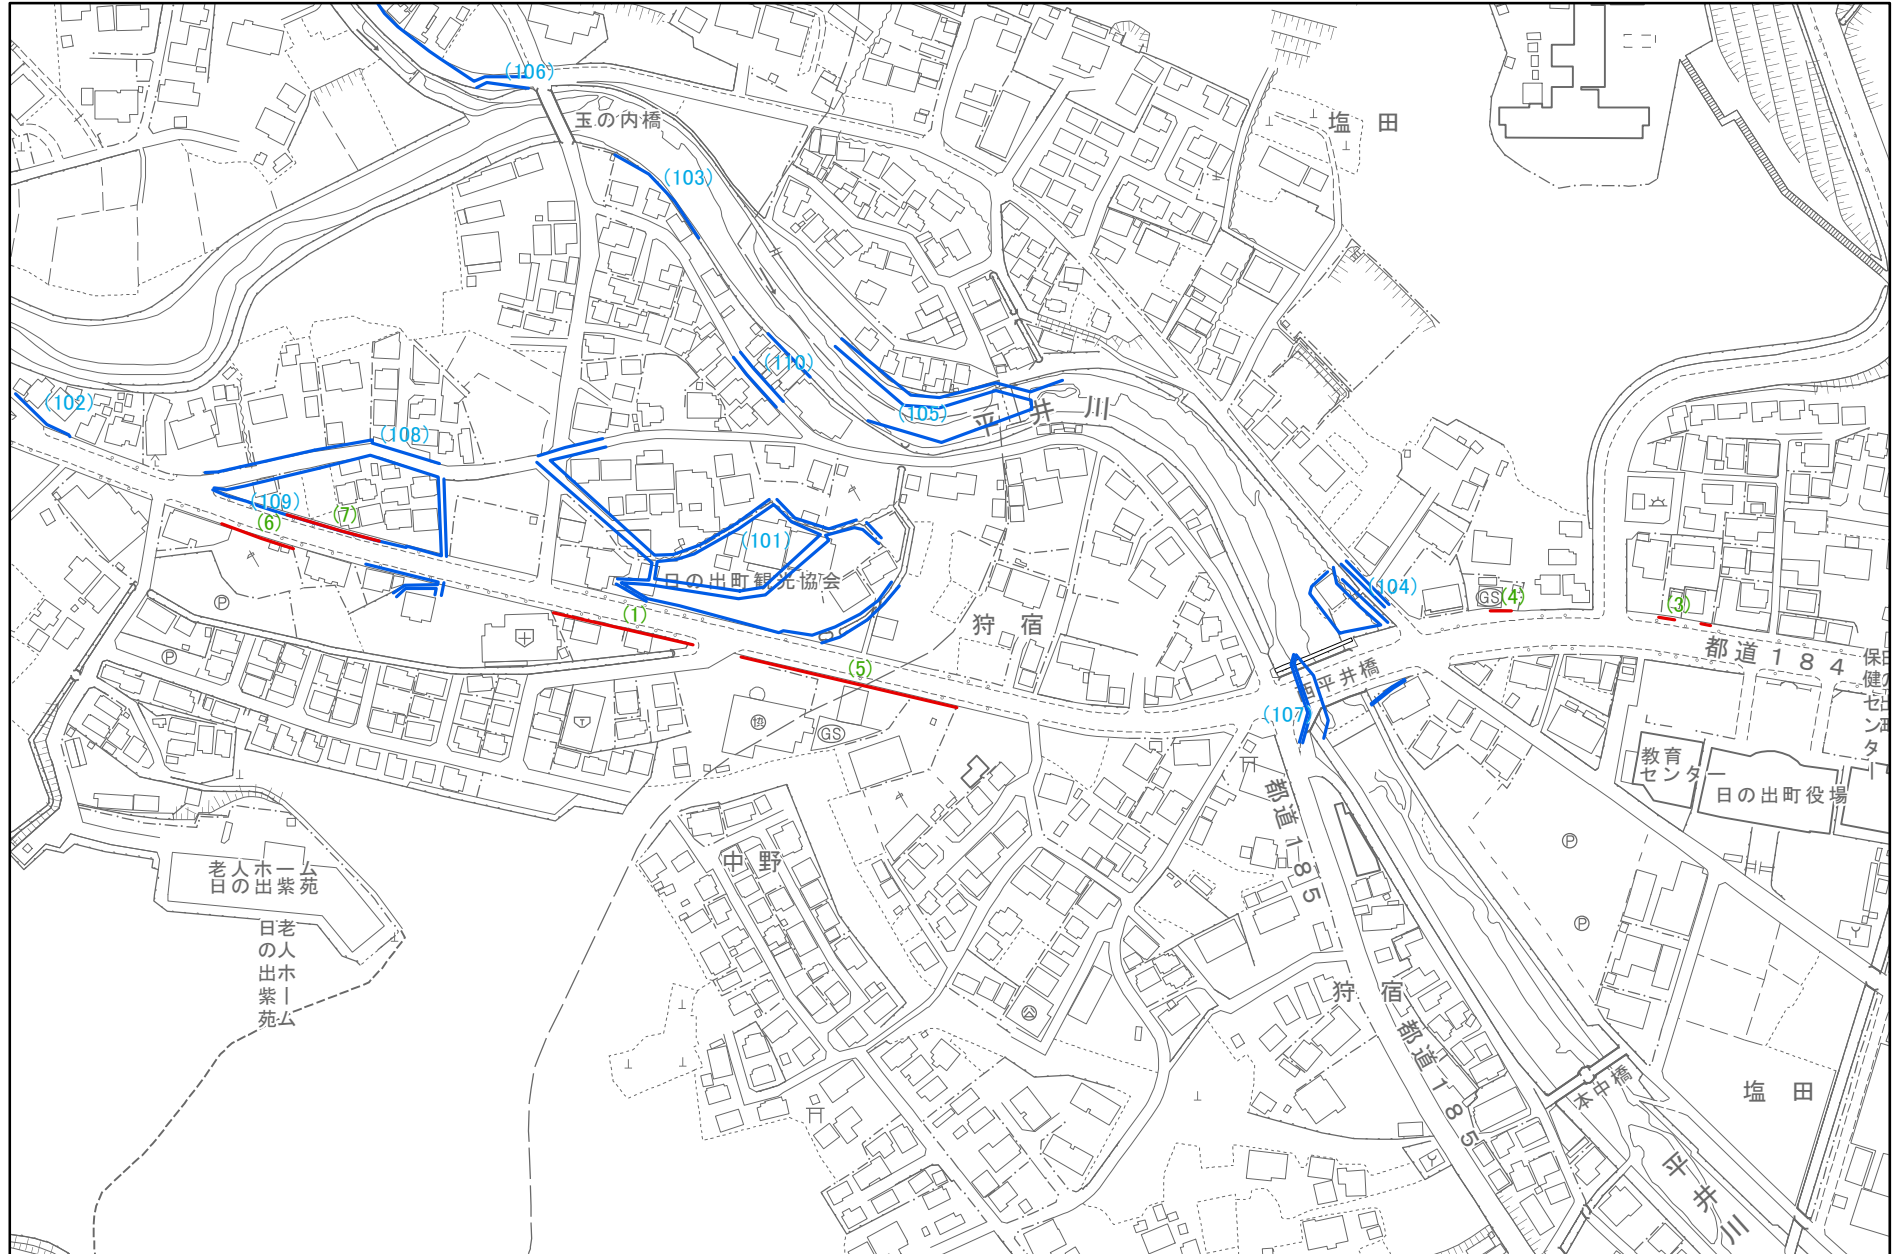 (106)
玉の内橋
塩田
(103)
(110)
(102)
(105)
平井川
(108)
(109)
(7)
(6)
(101)
日の出町観光協会
(104)
GS
(4)
(3)
(1)
狩宿
都道184
(5)
西平井橋
(107
保健センター
GS
協
教育
センター
日の出町役場
都道185
中野
老人ホーム
日の出紫苑
老人ホーム
日の出紫苑
狩宿
都道185
本中橋
塩田
平井川
P
P
P
P